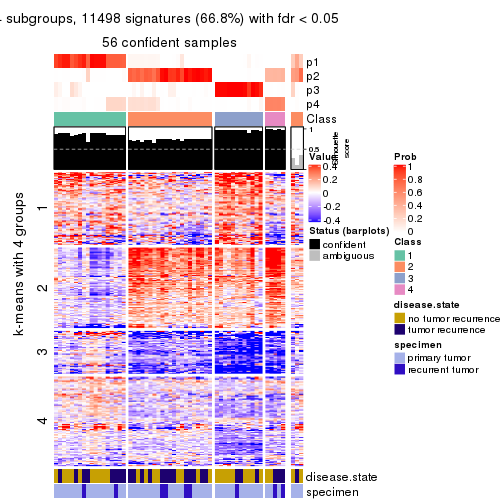 subgroups, 11498 signatures (66.8%) with fdr < 0.05
56 confident samples
p1
p2
p3
p4
Class
1
0.5
0
silhouette
score
k-means with 4 groups
1
2
3
4
Value
0.4
0.2
0
-0.2
-0.4
Status (barplots)
confident
ambiguous
Prob
1
0.8
0.6
0.4
0.2
0
Class
1
2
3
4
disease.state
no tumor recurrence
tumor recurrence
specimen
primary tumor
recurrent tumor
disease.state
specimen